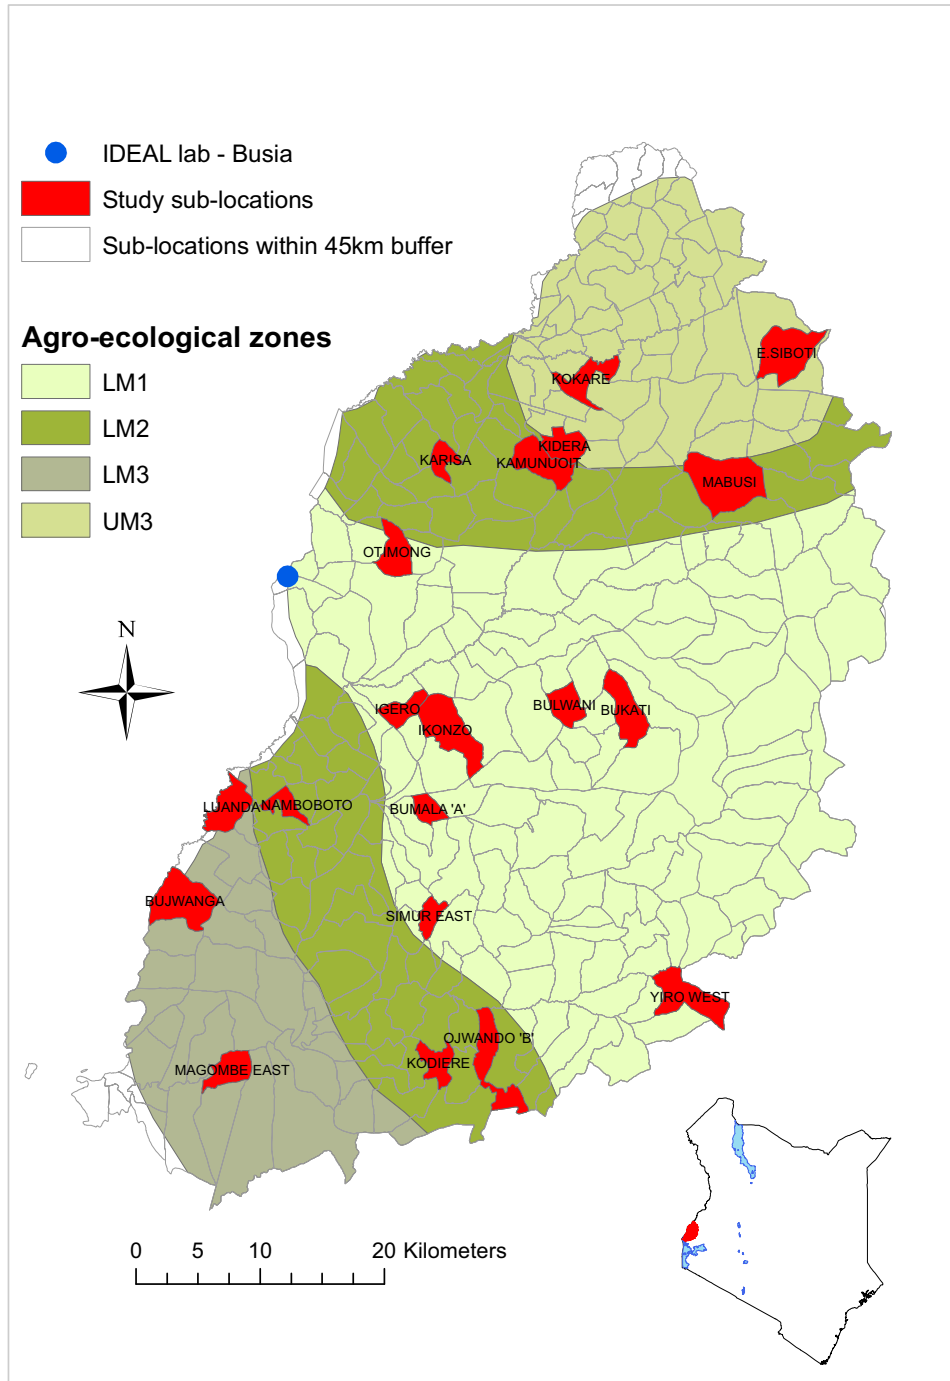 IDEAL lab - Busia
Study sub-locations
Sub-locations within 45km buffer
Agro-ecological zones
LM1
LM2
LM3
UM3
E.SIBOTI
KOKARE
KIDERA
KARISA
KAMUNUOIT
MABUSI
OTIMONG
N
IGERO
BULWANI
BUKATI
IKONZO
LUANDA
NAMBOBOTO
BUMALA 'A'
BUJWANGA
SIMUR EAST
YIRO WEST
OJWANDO 'B'
KODIERE
MAGOMBE EAST
0 5 10 20 Kilometers